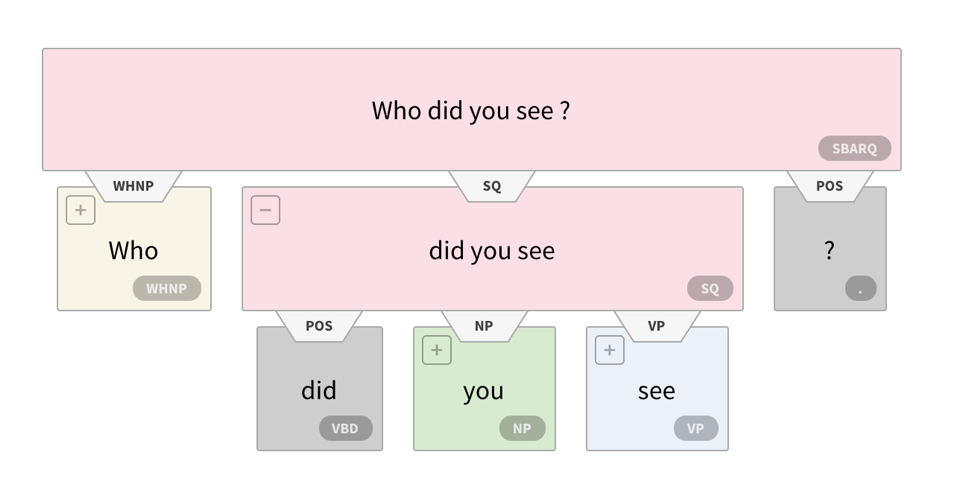 Who did you see ?
SBARQ
WHNP
SQ
POS
+
−
Who
did you see
?
WHNP
SQ
.
POS
NP
VP
+
+
did
you
see
VBD
NP
VP